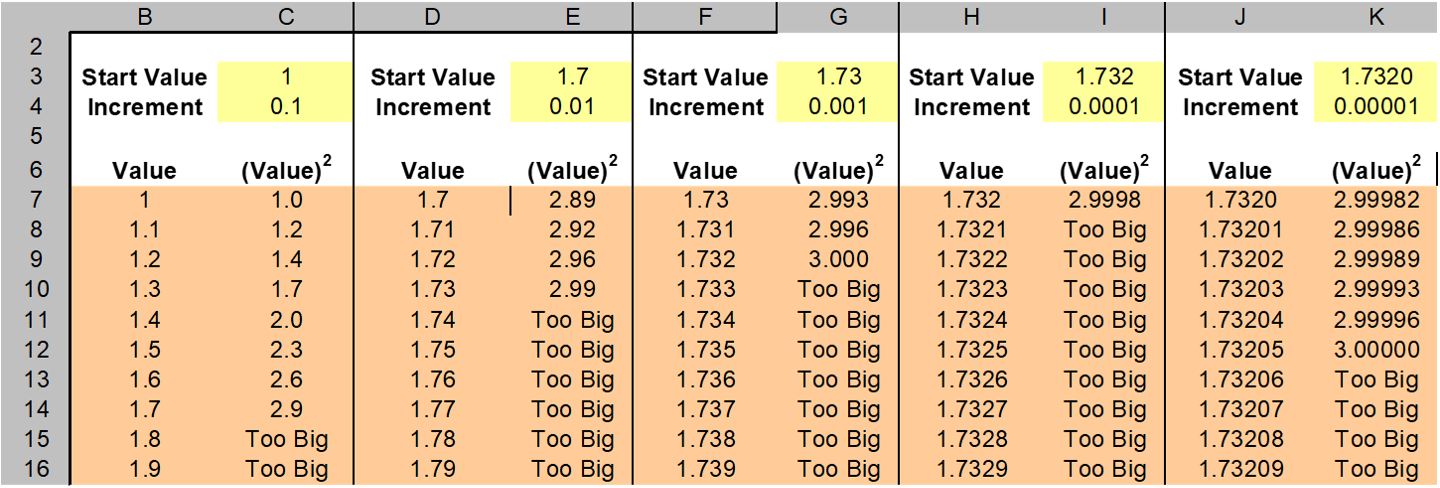 B C D E F G H I J K
2
3 Start Value 1 Start Value 1.7 Start Value 1.73 Start Value 1.732 Start Value 1.7320
4 Increment 0.1 Increment 0.01 Increment 0.001 Increment 0.0001 Increment 0.00001
5
6 Value (Value)² Value (Value)² Value (Value)² Value (Value)² Value (Value)²
7 1 1.0 1.7 2.89 1.73 2.993 1.732 2.9998 1.7320 2.99982
8 1.1 1.2 1.71 2.92 1.731 2.996 1.7321 Too Big 1.73201 2.99986
9 1.2 1.4 1.72 2.96 1.732 3.000 1.7322 Too Big 1.73202 2.99989
10 1.3 1.7 1.73 2.99 1.733 Too Big 1.7323 Too Big 1.73203 2.99993
11 1.4 2.0 1.74 Too Big 1.734 Too Big 1.7324 Too Big 1.73204 2.99996
12 1.5 2.3 1.75 Too Big 1.735 Too Big 1.7325 Too Big 1.73205 3.00000
13 1.6 2.6 1.76 Too Big 1.736 Too Big 1.7326 Too Big 1.73206 Too Big
14 1.7 2.9 1.77 Too Big 1.737 Too Big 1.7327 Too Big 1.73207 Too Big
15 1.8 Too Big 1.78 Too Big 1.738 Too Big 1.7328 Too Big 1.73208 Too Big
16 1.9 Too Big 1.79 Too Big 1.739 Too Big 1.7329 Too Big 1.73209 Too Big